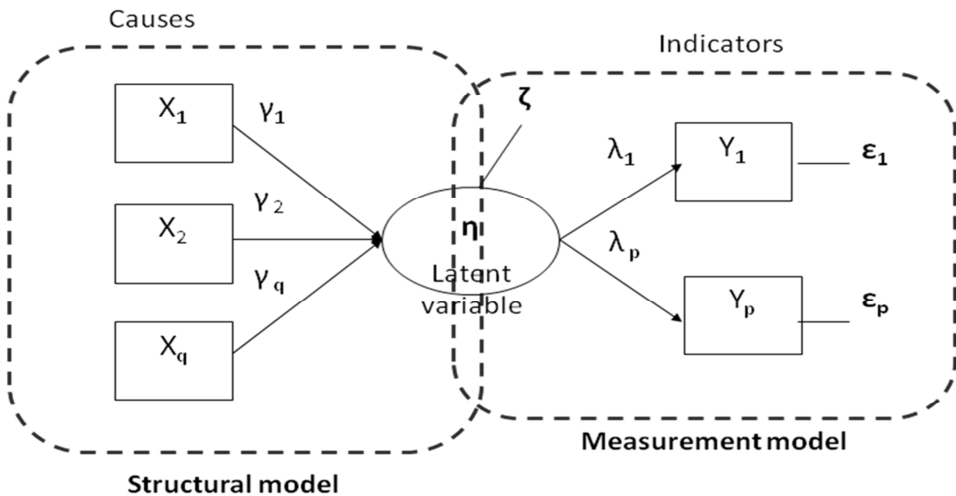 Causes
Indicators
X1
γ1
ζ
λ1
Y1
ε1
γ2
X2
η
λp
Latent
variable
γq
Yp
εp
Xq
Measurement model
Structural model